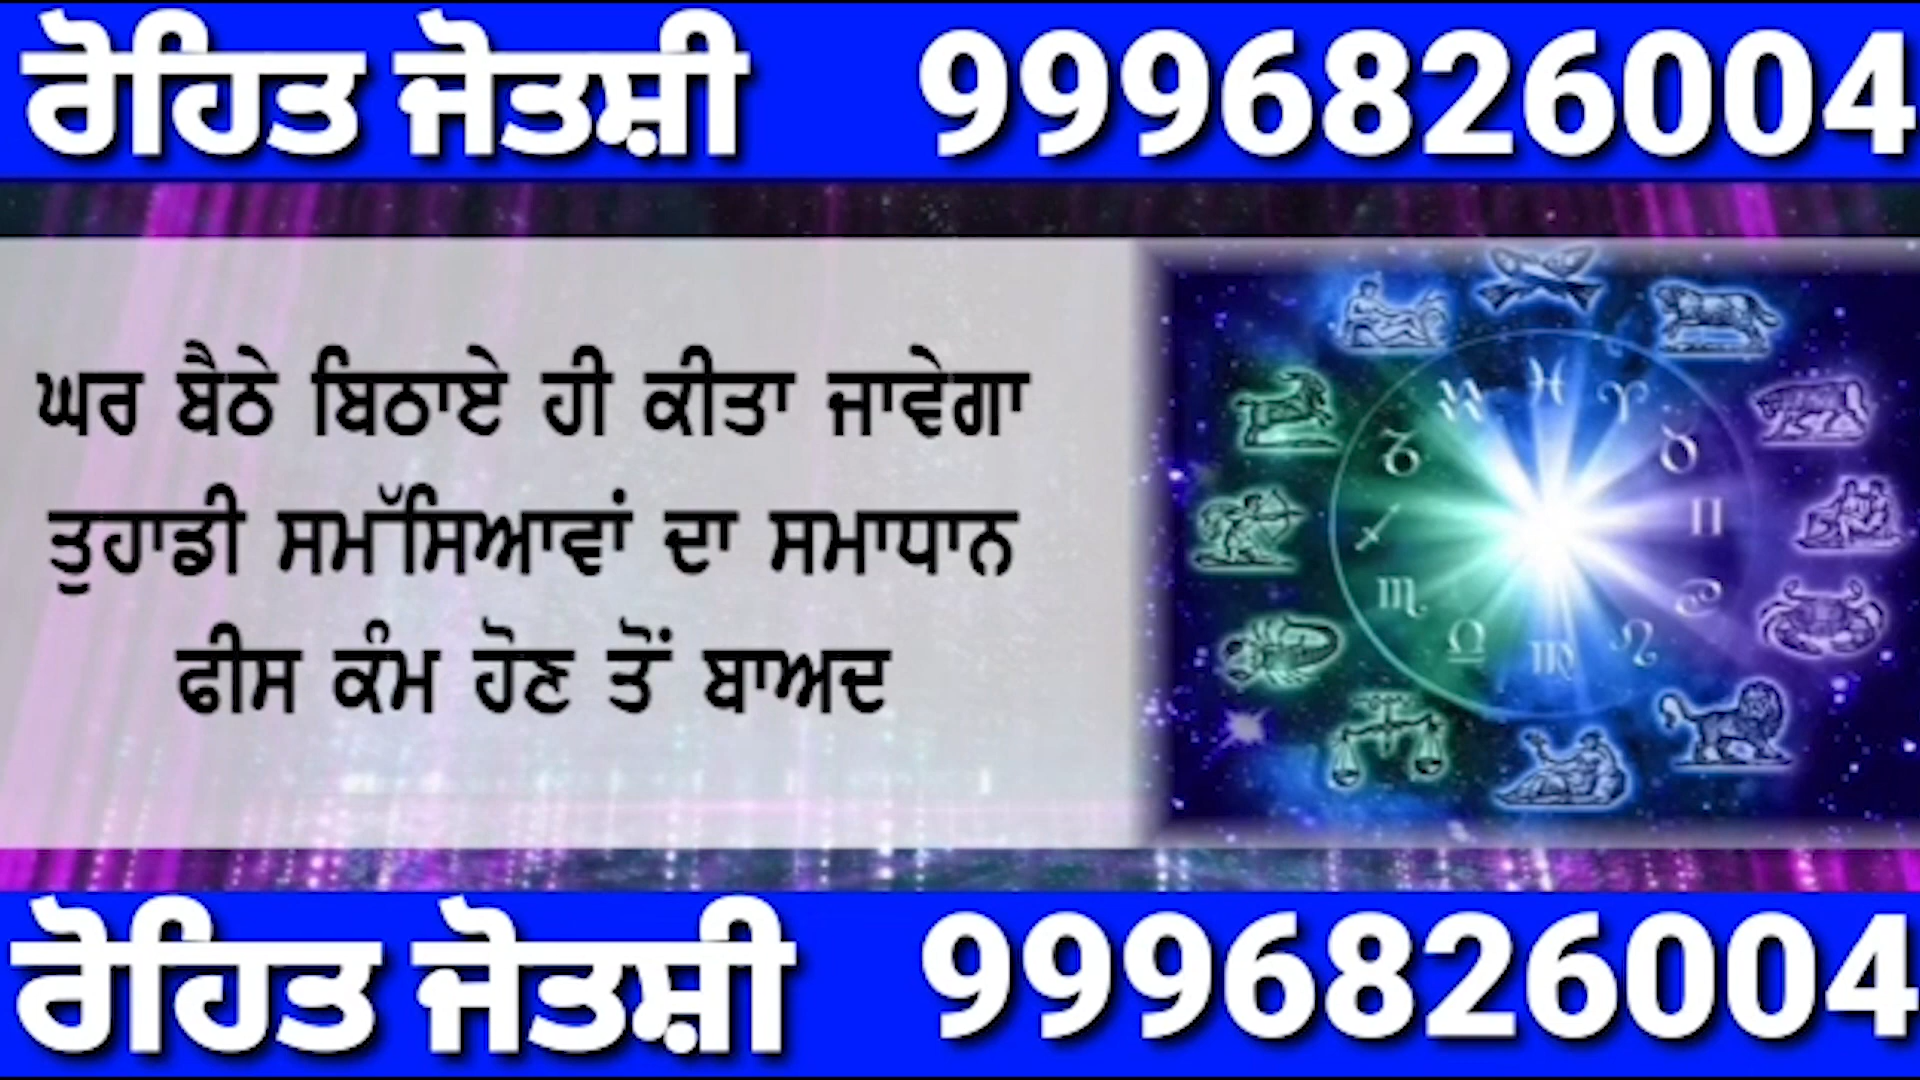 ਰੋਹਿਤ ਜੋਤਸ਼ੀ 9996826004
ਘਰ ਬੈਠੇ ਬਿਠਾਏ ਹੀ ਕੀਤਾ ਜਾਵੇਗਾ
ਤੁਹਾਡੀ ਸਮੱਸਿਆਵਾਂ ਦਾ ਸਮਾਧਾਨ
ਫੀਸ ਕੰਮ ਹੋਣ ਤੋਂ ਬਾਅਦ
ਰੋਹਿਤ ਜੋਤਸ਼ੀ 9996826004